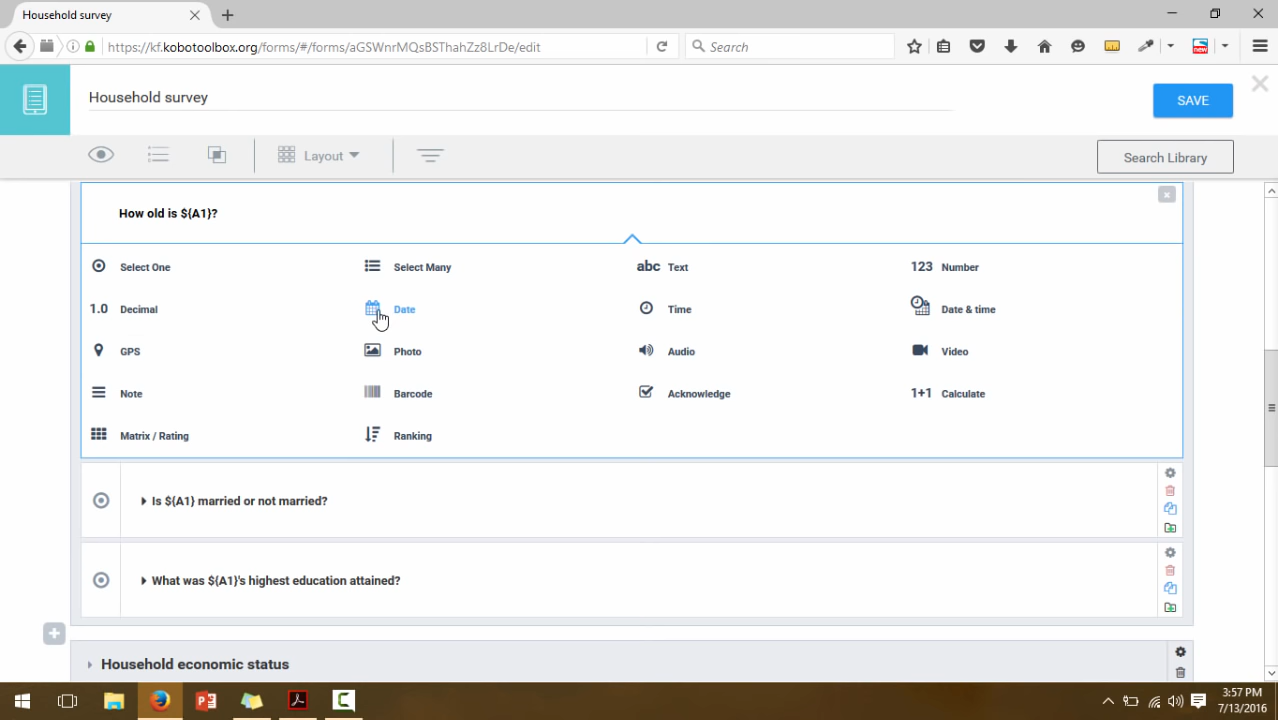 Household survey
https://kf.kobotoolbox.org/forms/#/forms/aGSWnrMQsBSThahZz8LrDe/edit
Search
new
Household survey
SAVE
Layout
Search Library
How old is ${A1}?
Select One
Select Many
abc Text
123 Number
1.0 Decimal
Date
Time
Date & time
GPS
Photo
Audio
Video
Note
Barcode
Acknowledge
1+1 Calculate
Matrix / Rating
Ranking
Is ${A1} married or not married?
What was ${A1}'s highest education attained?
Household economic status
3:57 PM
7/13/2016